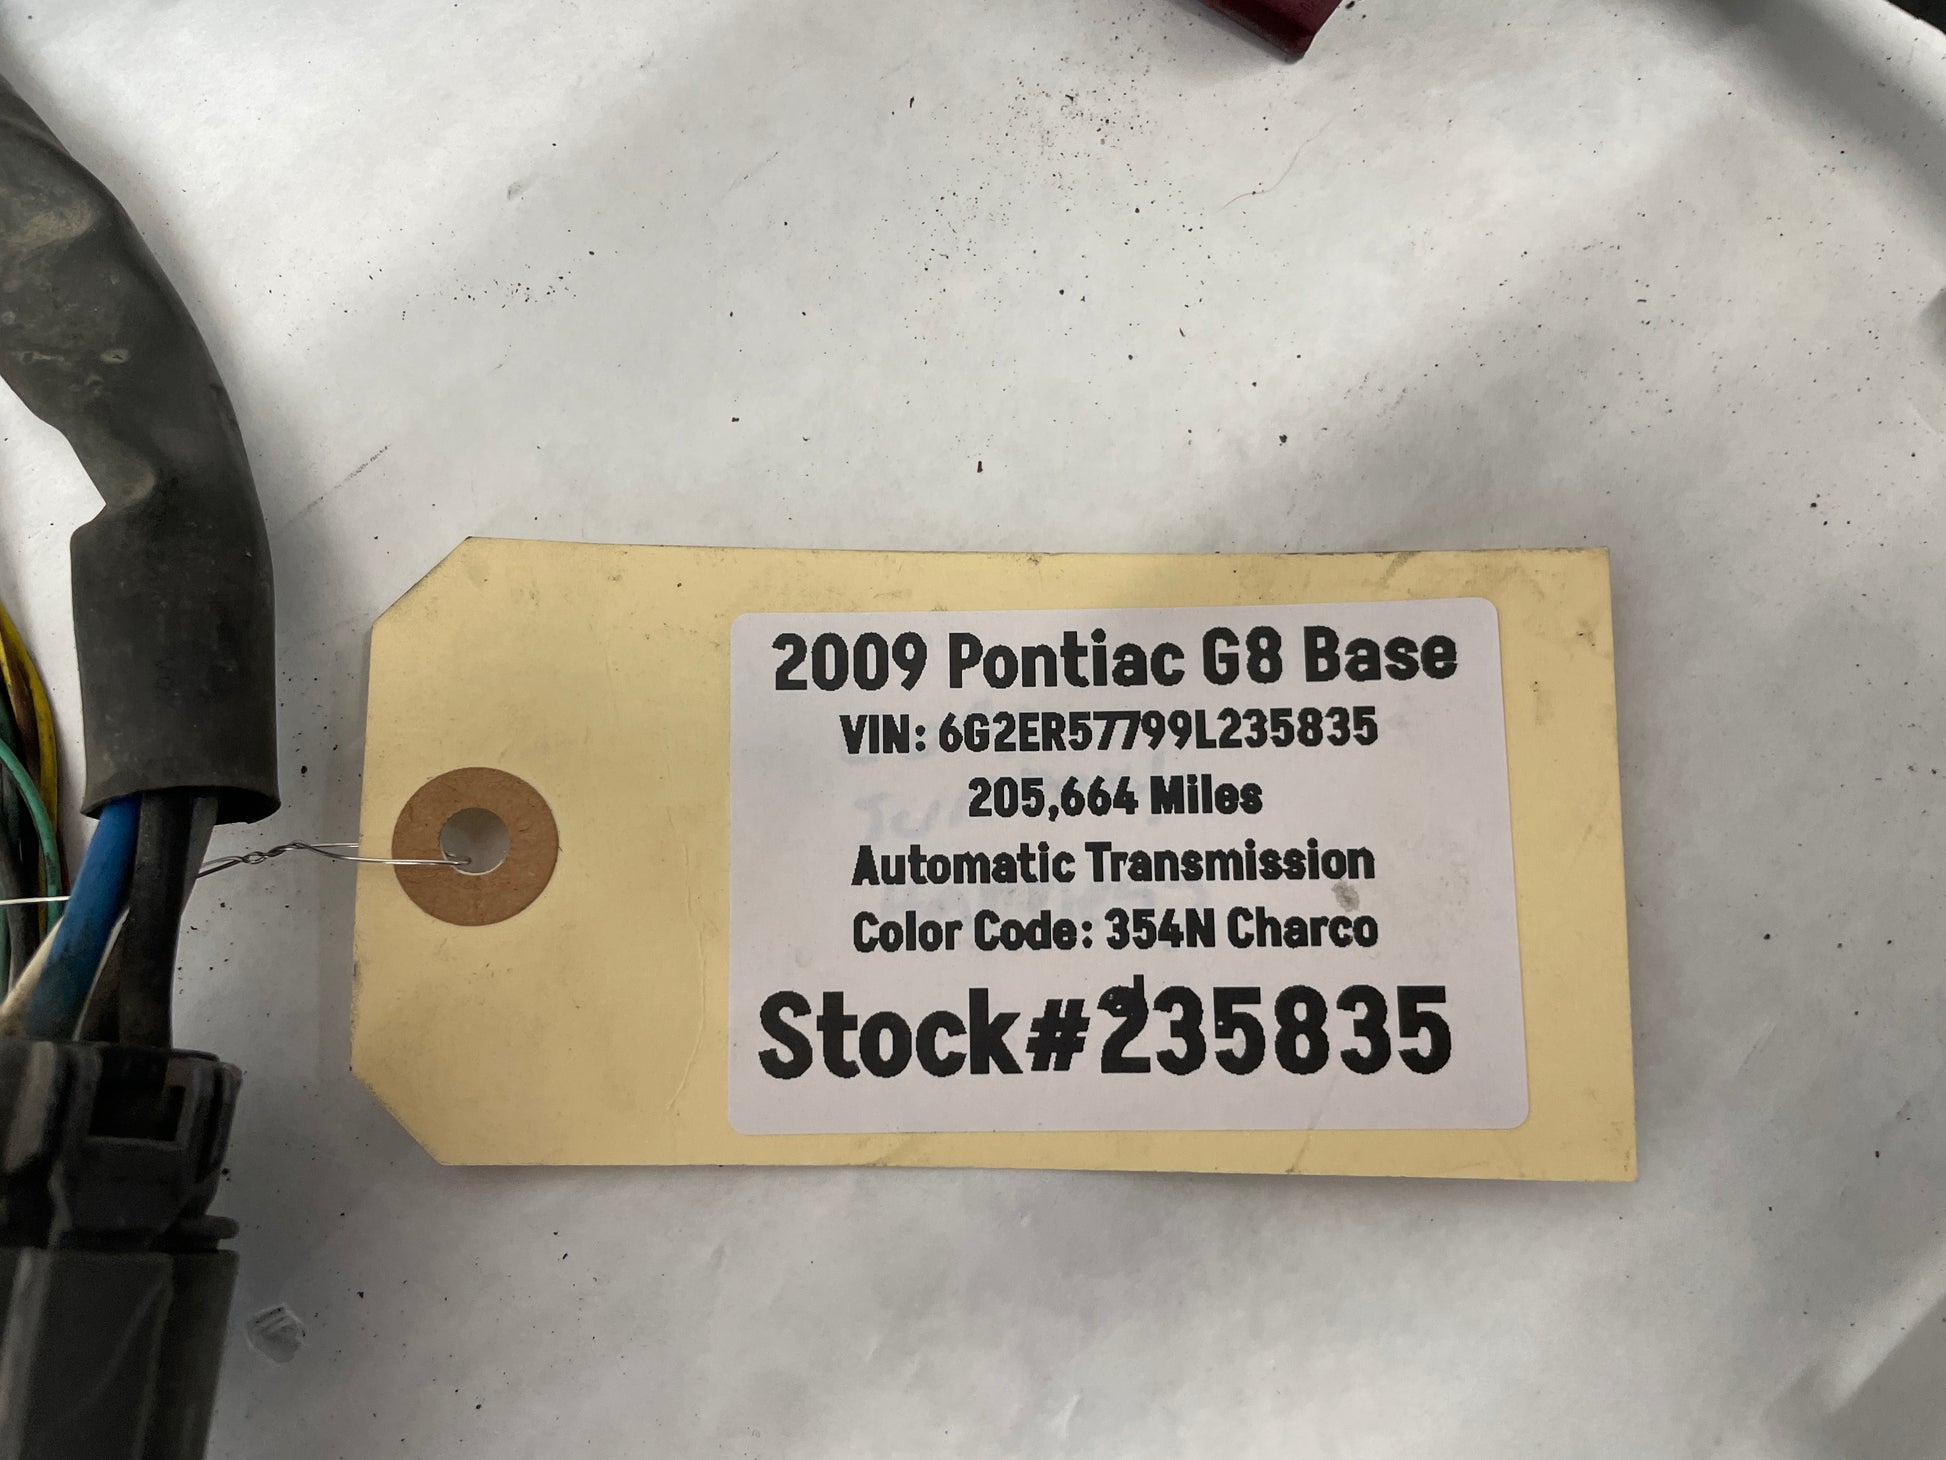 2009 Pontiac G8 Base
VIN: 6G2ER57799L235835
205,664 Miles
Automatic Transmission
Color Code: 354N Charco
Stock#235835